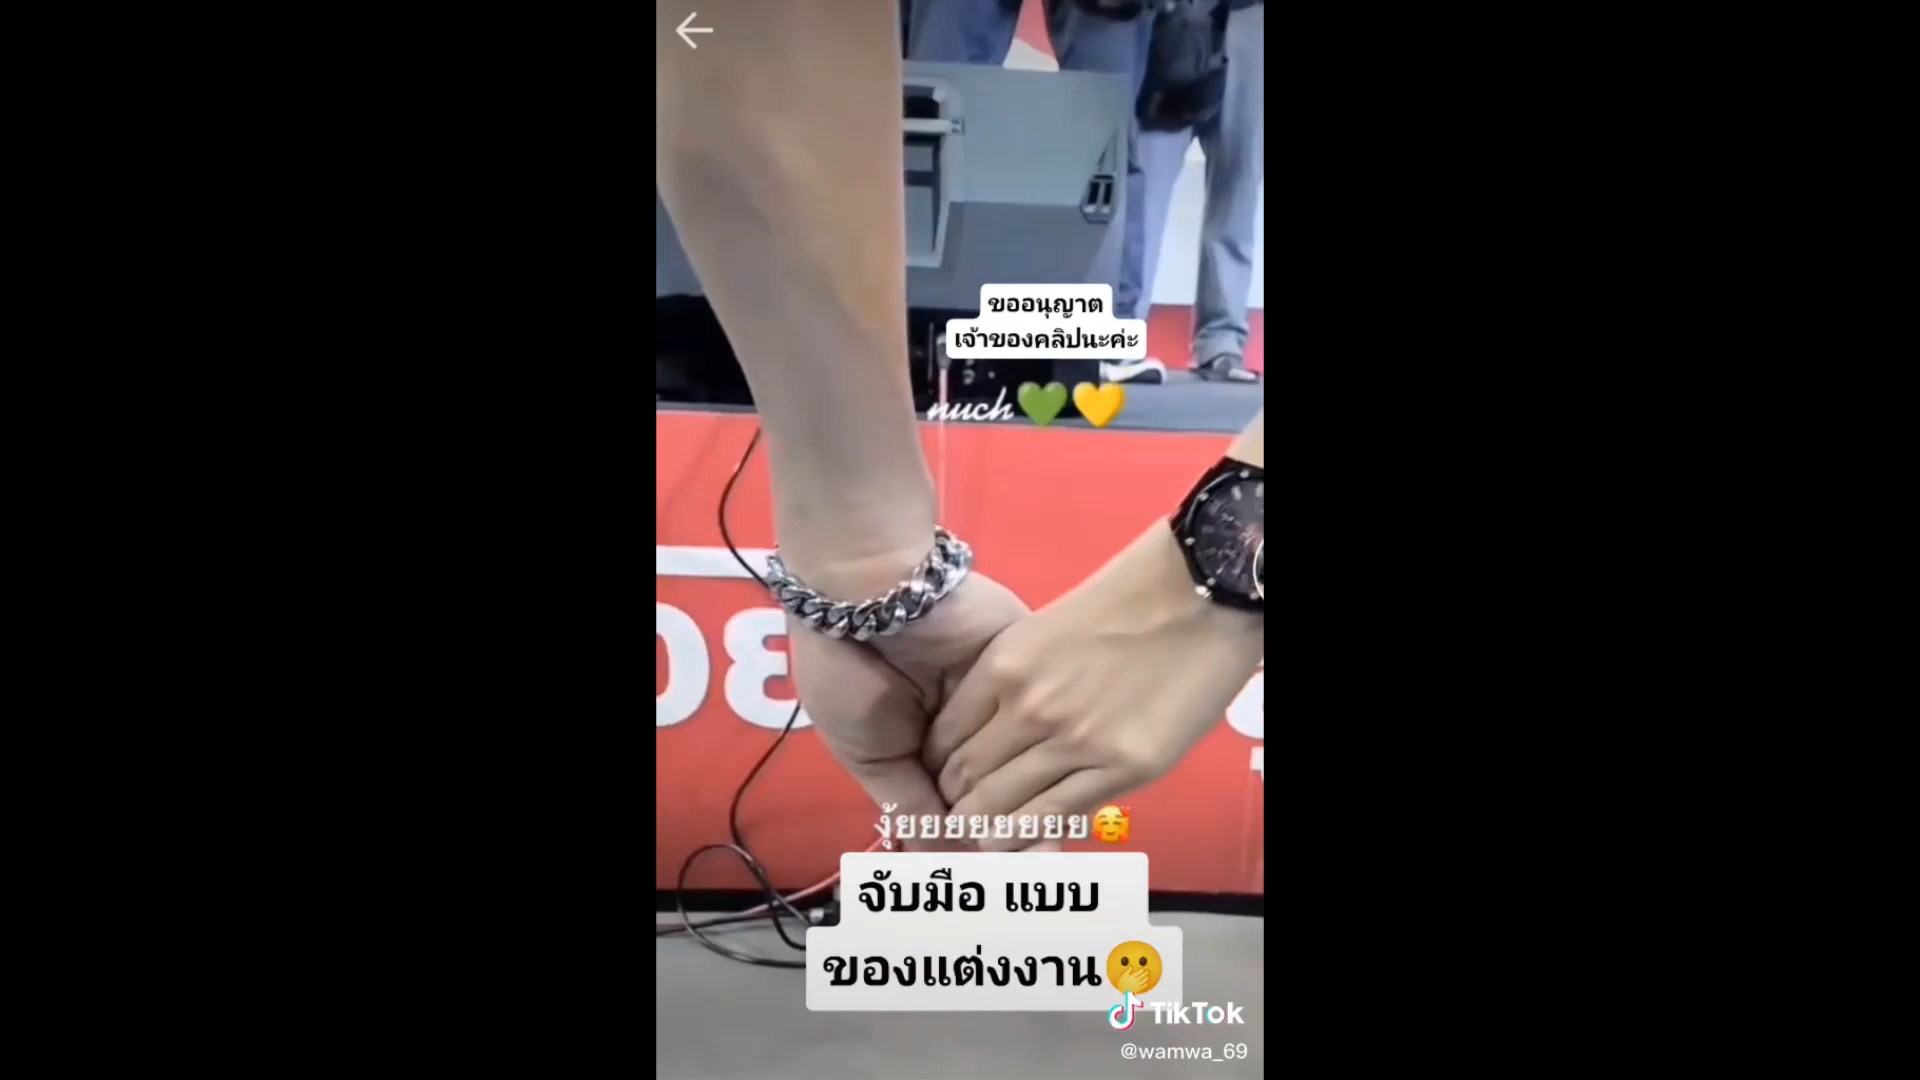 ขออนุญาต
เจ้าของคลิปนะค่ะ
nuch💚💛
งุ้ยยยยยยยย🥰
จับมือ แบบ
ของแต่งงาน🫢
TikTok
@wamwa_69